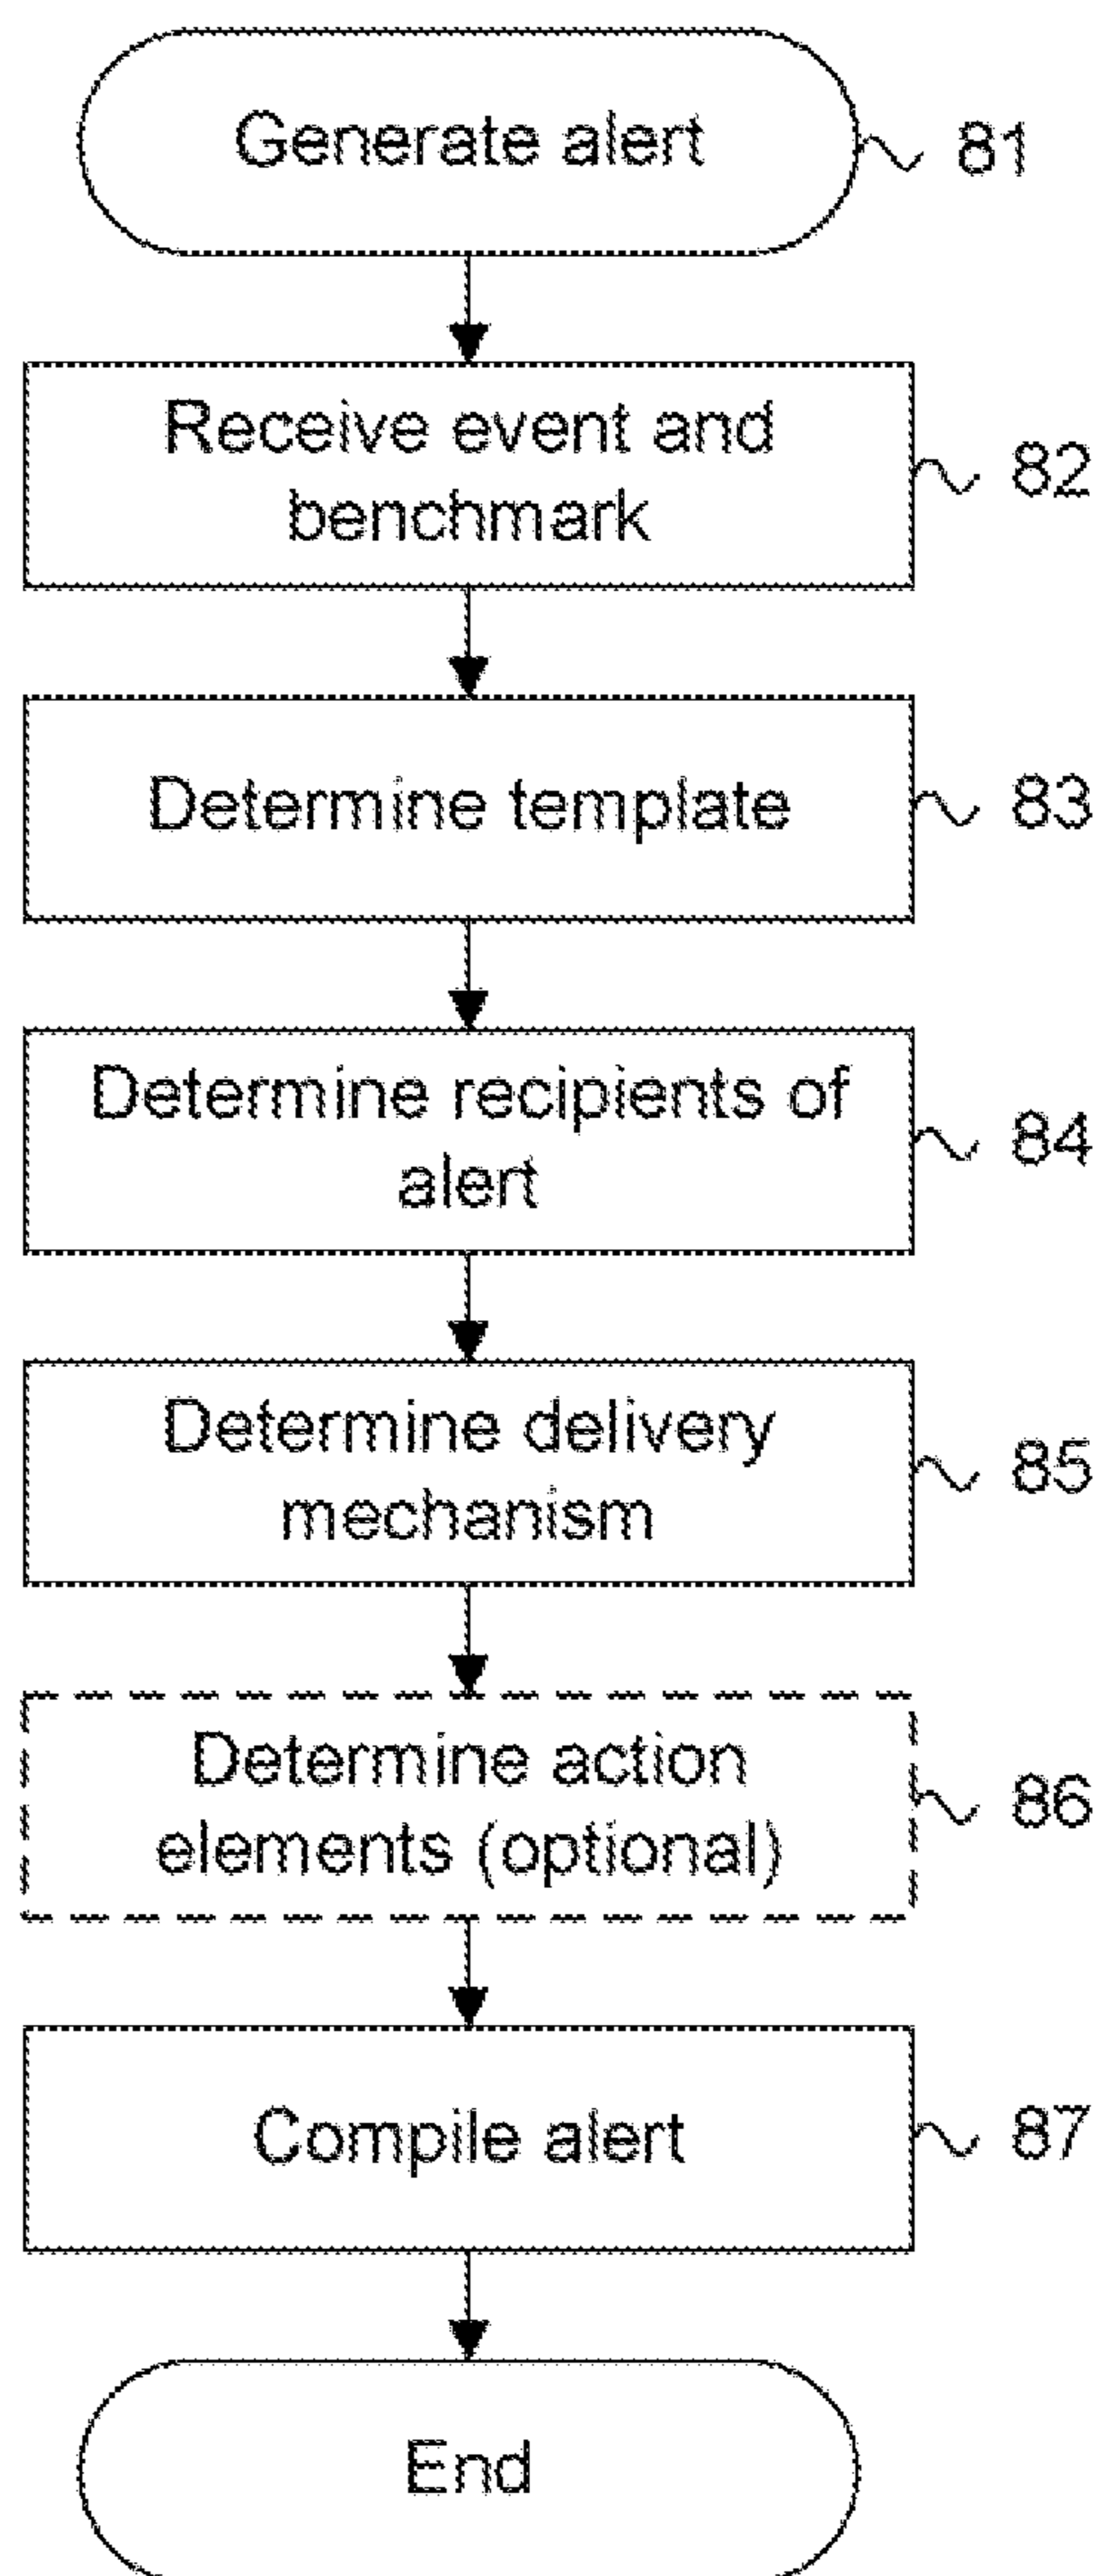 Generate alert
81
Receive event and
benchmark
82
Determine template
83
Determine recipients of
alert
84
Determine delivery
mechanism
85
Determine action
elements (optional)
86
Compile alert
87
End